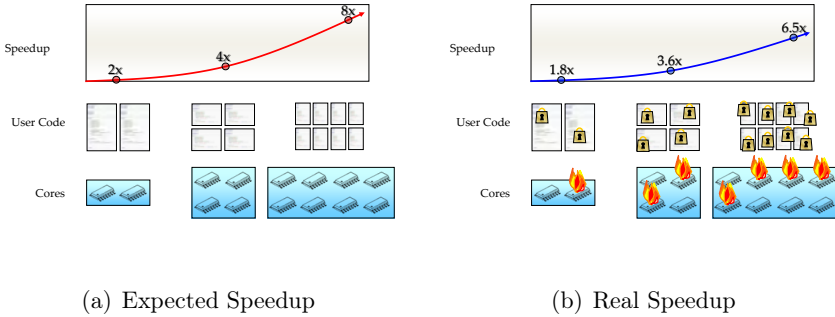 8x
4x
2x
Speedup
User Code
Cores
(a) Expected Speedup
6.5x
3.6x
1.8x
Speedup
User Code
Cores
(b) Real Speedup